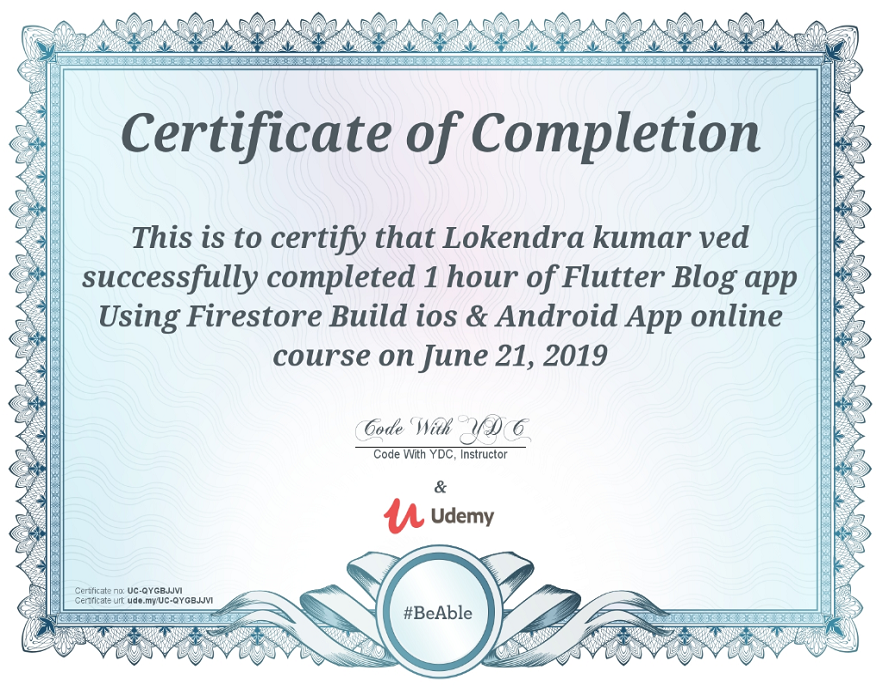 Certificate of Completion
This is to certify that Lokendra kumar ved
successfully completed 1 hour of Flutter Blog app
Using Firestore Build ios & Android App online
course on June 21, 2019
Code With YDC
Code With YDC, Instructor
&
Udemy
Certificate no: UC-QYGBJJVI
Certificate url: ude.my/UC-QYGBJJVI
#BeAble